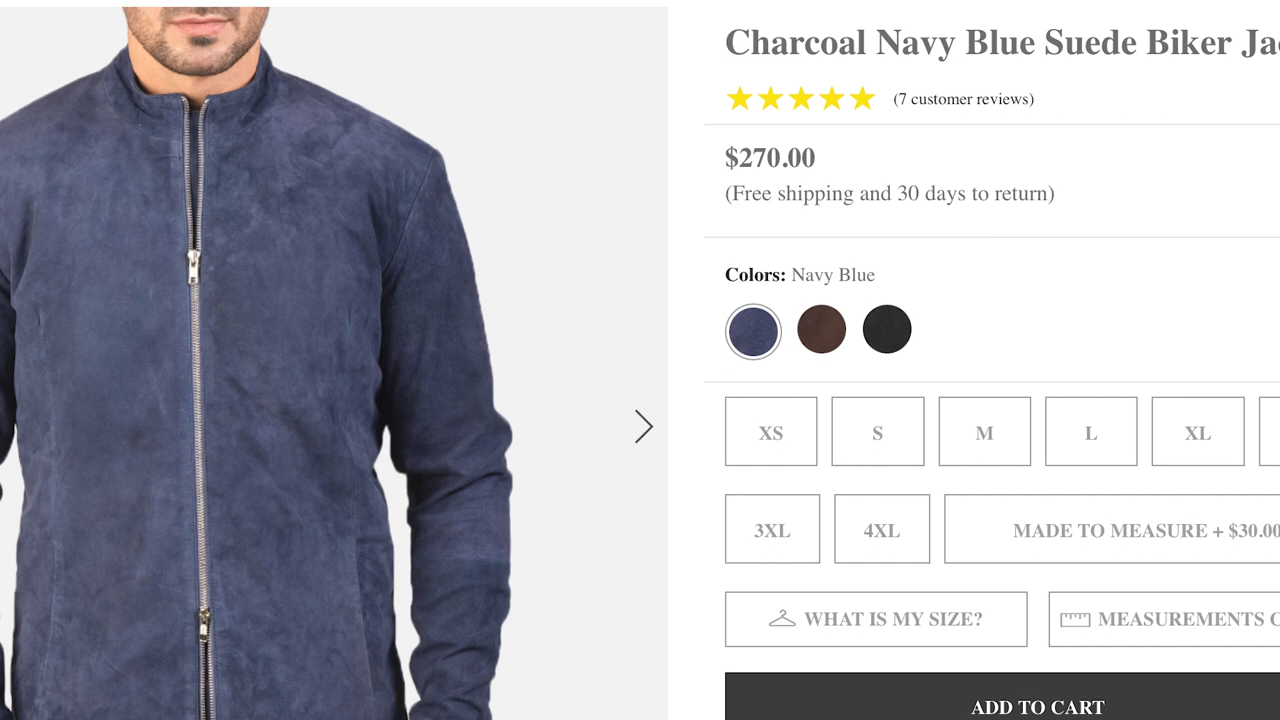 Charcoal Navy Blue Suede Biker
(7 customer reviews)
$270.00
(Free shipping and 30 days to return)
Colors: Navy Blue
XS S M L XL
3XL 4XL MADE TO MEASURE + $30.00
WHAT IS MY SIZE? MEASUREMENTS
ADD TO CART